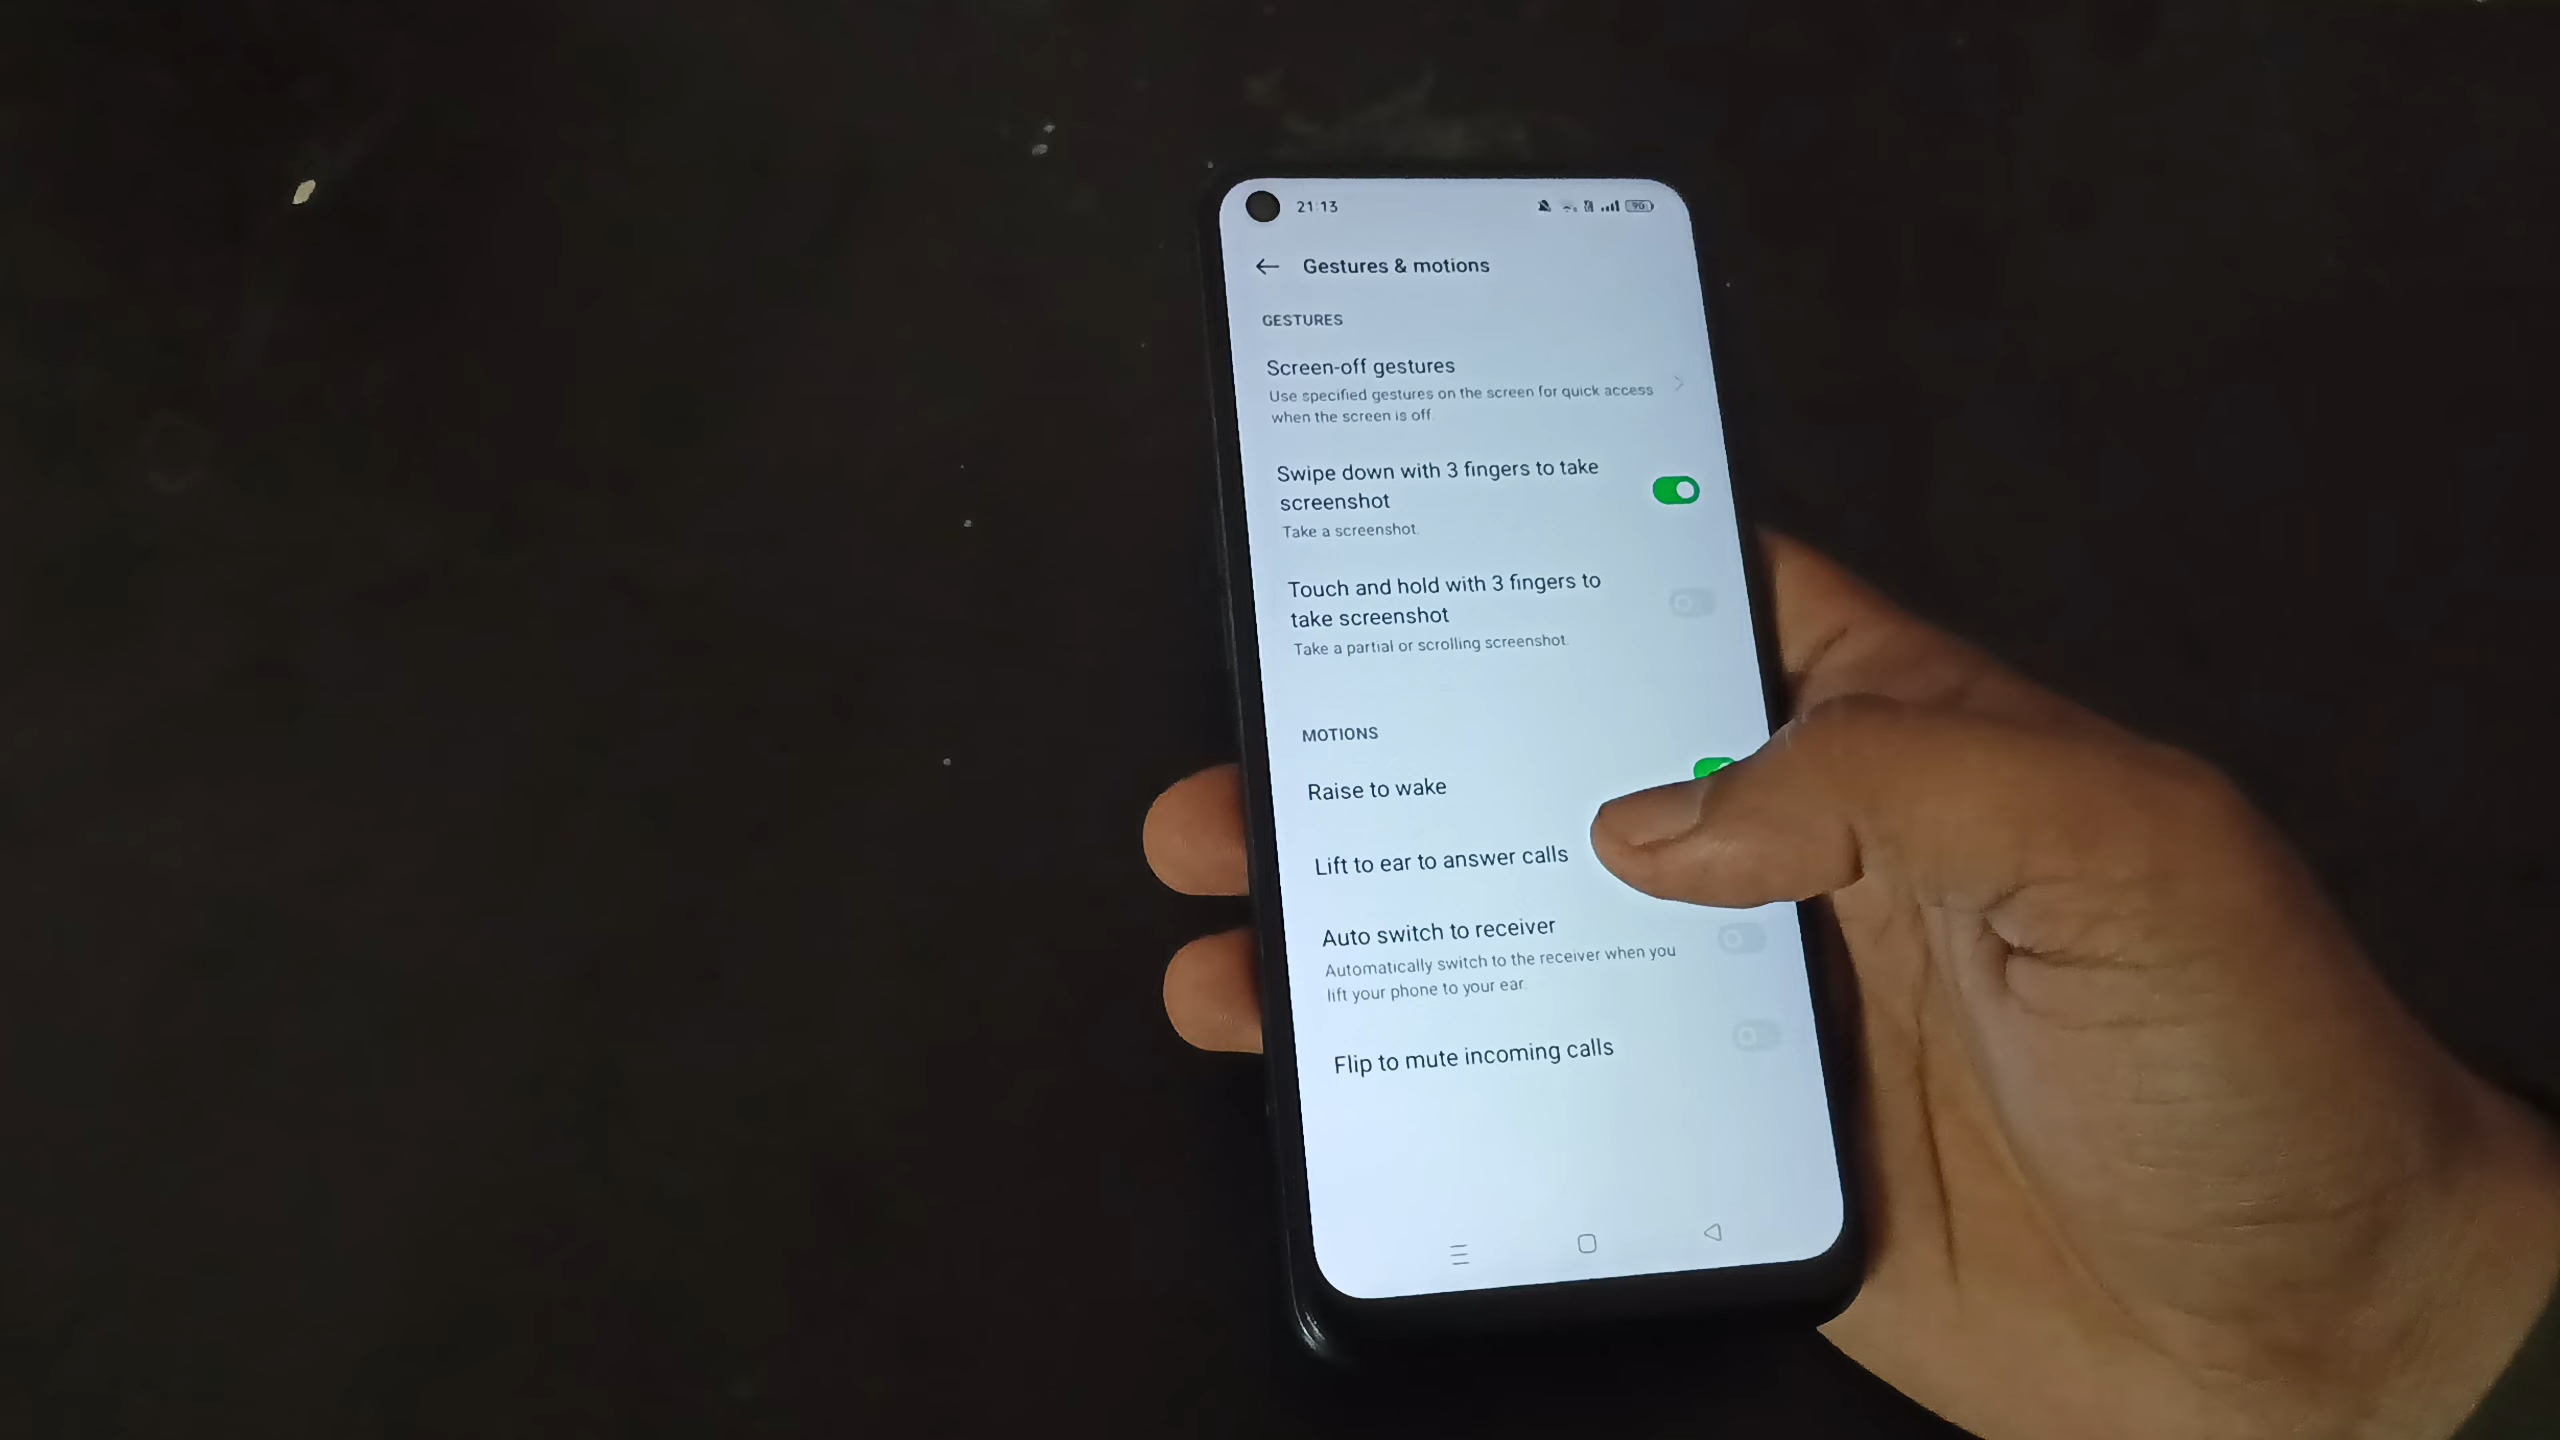 21:13
90
Gestures & motions
GESTURES
Screen-off gestures
Use specified gestures on the screen for quick access
when the screen is off.
Swipe down with 3 fingers to take
screenshot
Take a screenshot.
Touch and hold with 3 fingers to
take screenshot
Take a partial or scrolling screenshot.
MOTIONS
Raise to wake
Lift to ear to answer calls
Auto switch to receiver
Automatically switch to the receiver when you
lift your phone to your ear.
Flip to mute incoming calls